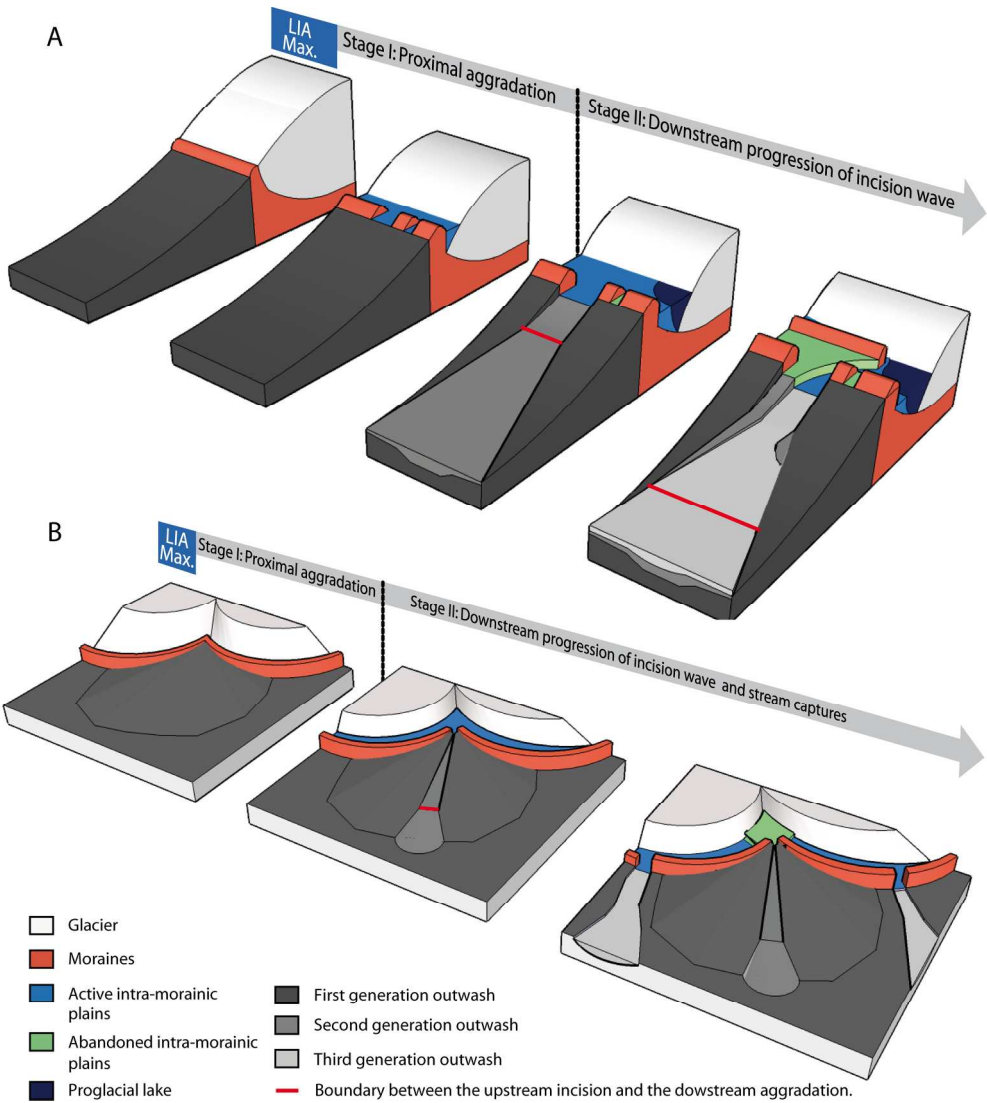 A
LIA
Max.
Stage I: Proximal aggradation
Stage II: Downstream progression of incision wave
B
LIA
Max.
Stage I: Proximal aggradation
Stage II: Downstream progression of incision wave and stream captures
Glacier
Moraines
Active intra-morainic
plains
Abandoned intra-morainic
plains
Proglacial lake
First generation outwash
Second generation outwash
Third generation outwash
Boundary between the upstream incision and the dowstream aggradation.